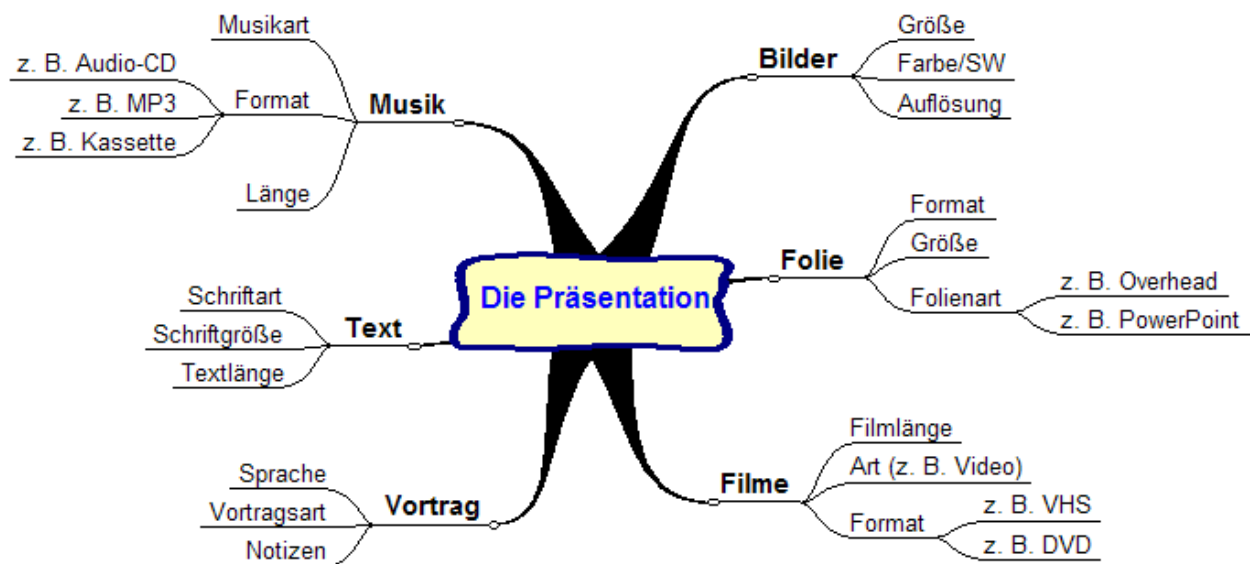 Die Präsentation
Musik
Musikart
Format
z. B. Audio-CD
z. B. MP3
z. B. Kassette
Länge
Text
Schriftart
Schriftgröße
Textlänge
Vortrag
Sprache
Vortragsart
Notizen
Bilder
Größe
Farbe/SW
Auflösung
Folie
Format
Größe
Folienart
z. B. Overhead
z. B. PowerPoint
Filme
Filmlänge
Art (z. B. Video)
Format
z. B. VHS
z. B. DVD